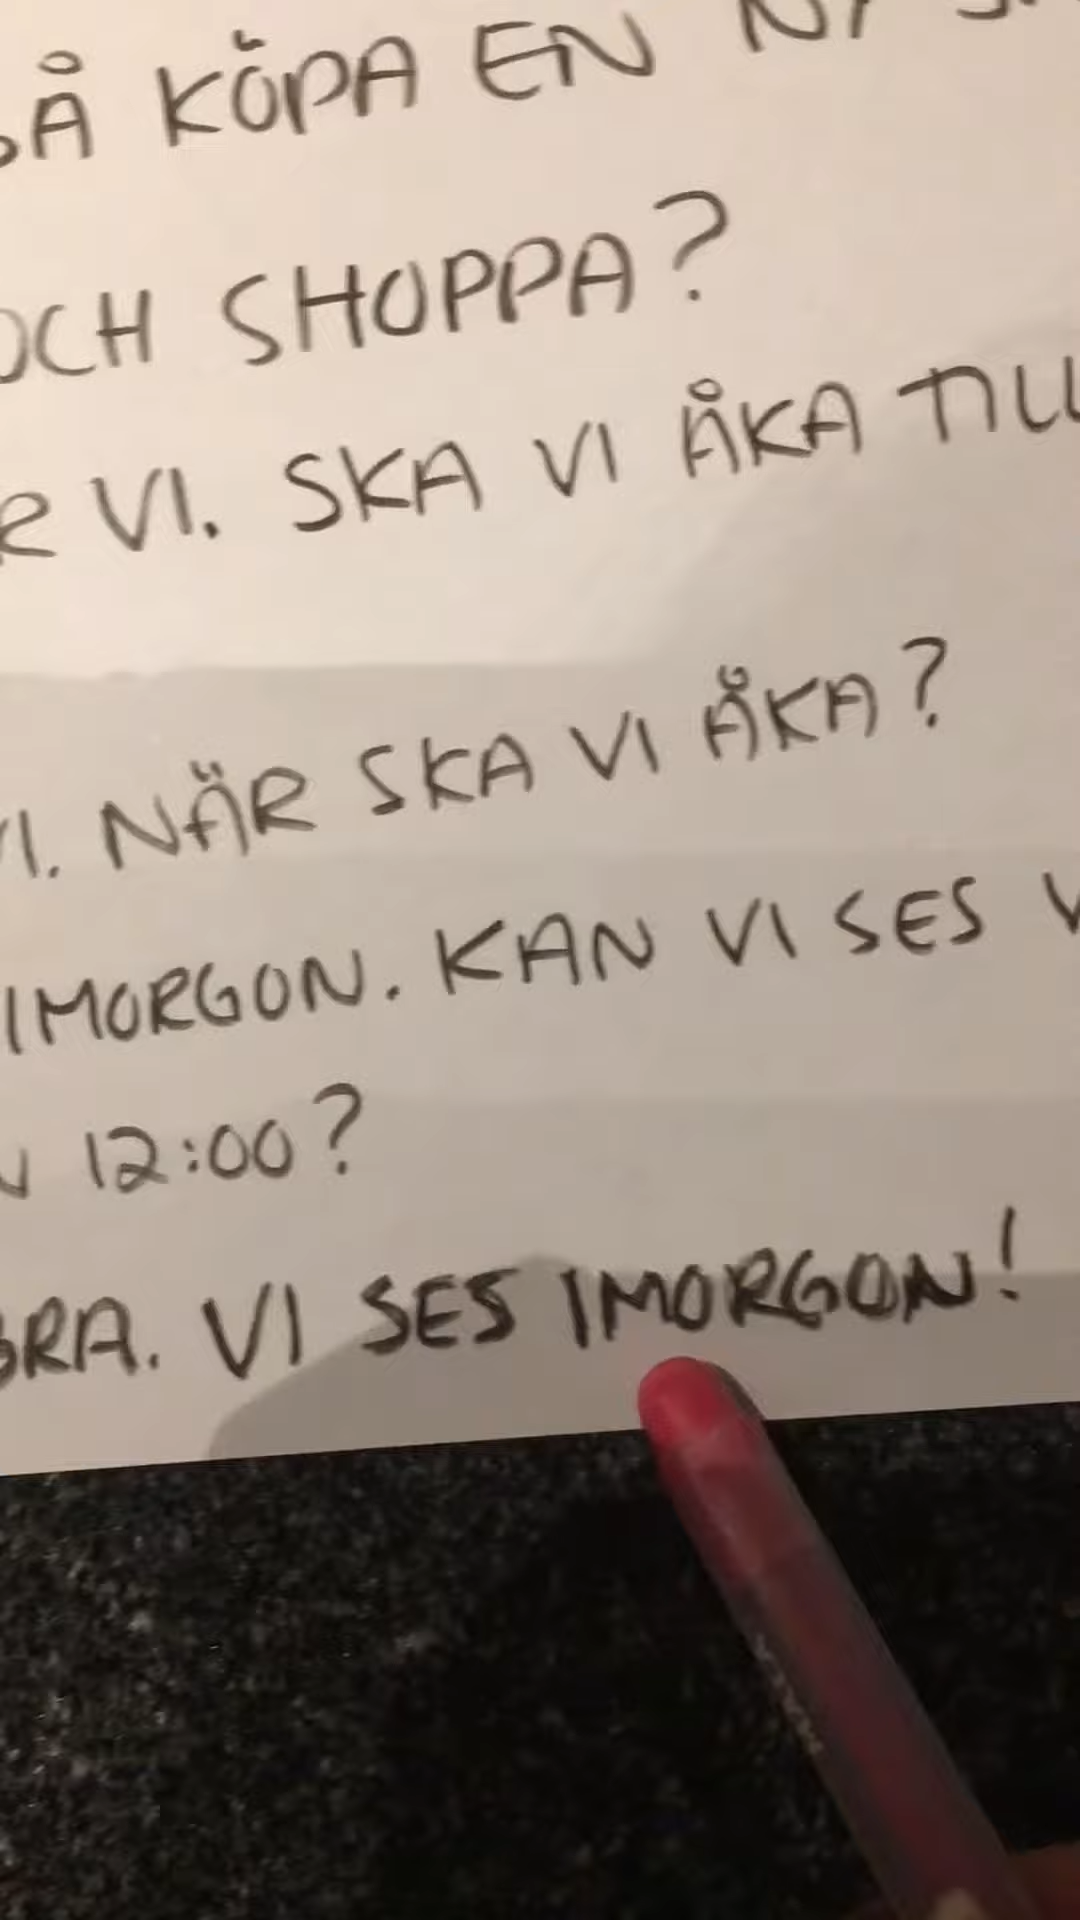 KÖPA EN
OCH SHOPPA?
VI. SKA VI ÅKA TILL
NÄR SKA VI ÅKA?
IMORGON. KAN VI SES
12:00?
BRA. VI SES IMORGON!